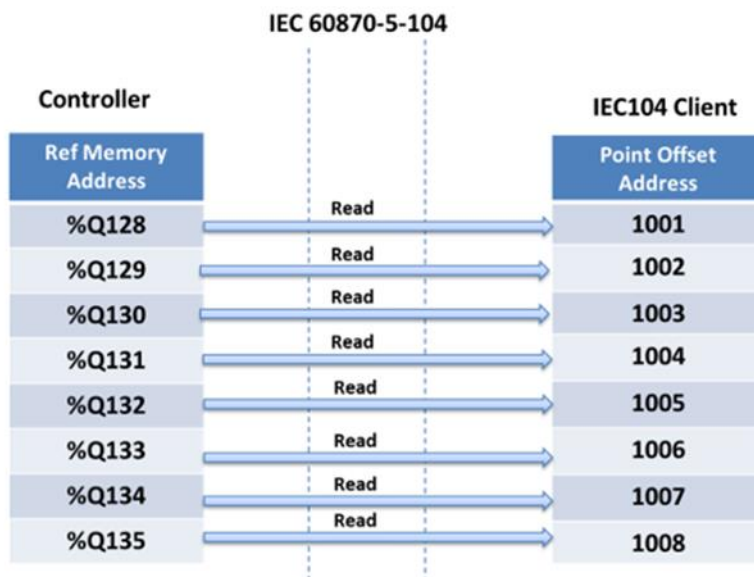 IEC 60870-5-104
Controller
IEC104 Client
Ref Memory
Address
Point Offset
Address
%Q128
Read
1001
%Q129
Read
1002
%Q130
Read
1003
%Q131
Read
1004
%Q132
Read
1005
%Q133
Read
1006
%Q134
Read
1007
%Q135
Read
1008